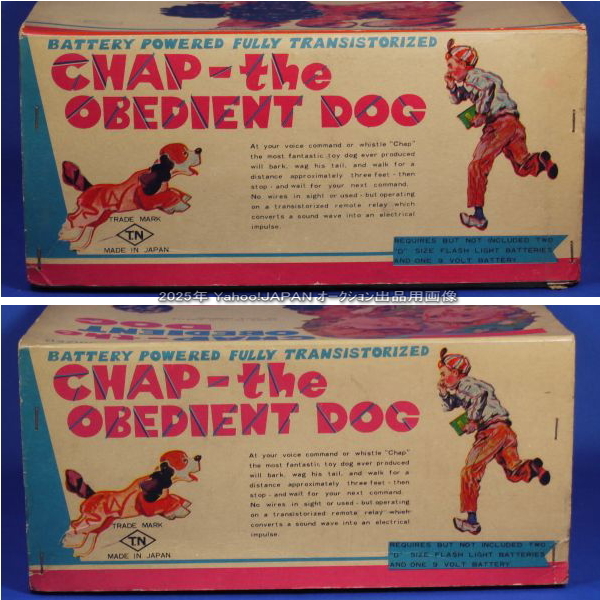 BATTERY POWERED FULLY TRANSISTORIZED
CHAP-the
OBEDIENT DOG
At your voice command or whistle "Chap"
the most fantastic toy dog ever produced
will bark, wag his tail, and walk for a
distance approximately three feet - then
stop - and wait for your next command.
No wires in sight or used - but operating
on a transistorized remote relay which
converts a sound wave into an electrical
impulse.
TRADE MARK
T.N
MADE IN JAPAN
REQUIRES BUT NOT INCLUDED TWO
"D" SIZE FLASH LIGHT BATTERIES
AND ONE 9 VOLT BATTERY
2025年 Yahoo!JAPAN オークション出品用画像
CHAP-the
OBEDIENT
DOG
BATTERY POWERED FULLY TRANSISTORIZED
CHAP-the
OBEDIENT DOG
At your voice command or whistle "Chap"
the most fantastic toy dog ever produced
will bark, wag his tail, and walk for a
distance approximately three feet - then
stop - and wait for your next command.
No wires in sight or used - but operating
on a transistorized remote relay which
converts a sound wave into an electrical
impulse.
TRADE MARK
T.N
MADE IN JAPAN
REQUIRES BUT NOT INCLUDED TWO
"D" SIZE FLASH LIGHT BATTERIES
AND ONE 9 VOLT BATTERY